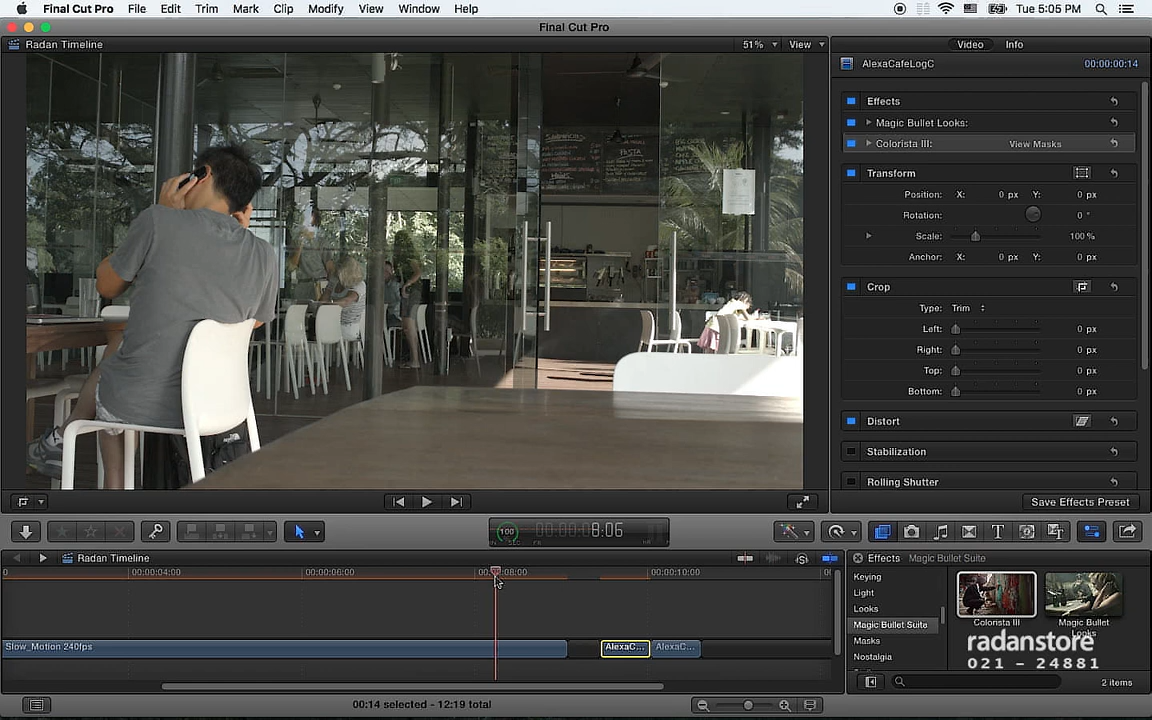 Final Cut Pro File Edit Trim Mark Clip Modify View Window Help Tue 5:05 PM
Final Cut Pro
Radan Timeline 51% View
Video Info
AlexaCafeLogC 00:00:00:14
Effects
Magic Bullet Looks:
Colorista III: View Masks
Transform
Position: X: 0 px Y: 0 px
Rotation: 0 °
Scale: 100 %
Anchor: X: 0 px Y: 0 px
Crop
Type: Trim
Left: 0 px
Right: 0 px
Top: 0 px
Bottom: 0 px
Distort
Stabilization
Rolling Shutter
Save Effects Preset
100 00:00:08:06
Radan Timeline
0 00:00:04:00 00:00:06:00 00:00:08:00 00:00:10:00
Slow_Motion 240fps AlexaC... AlexaC...
Effects Magic Bullet Suite
Keying
Light
Looks
Magic Bullet Suite
Masks
Nostalgia
Colorista III
Magic Bullet Looks
radanstore
021 – 24881
2 items
00:14 selected - 12:19 total